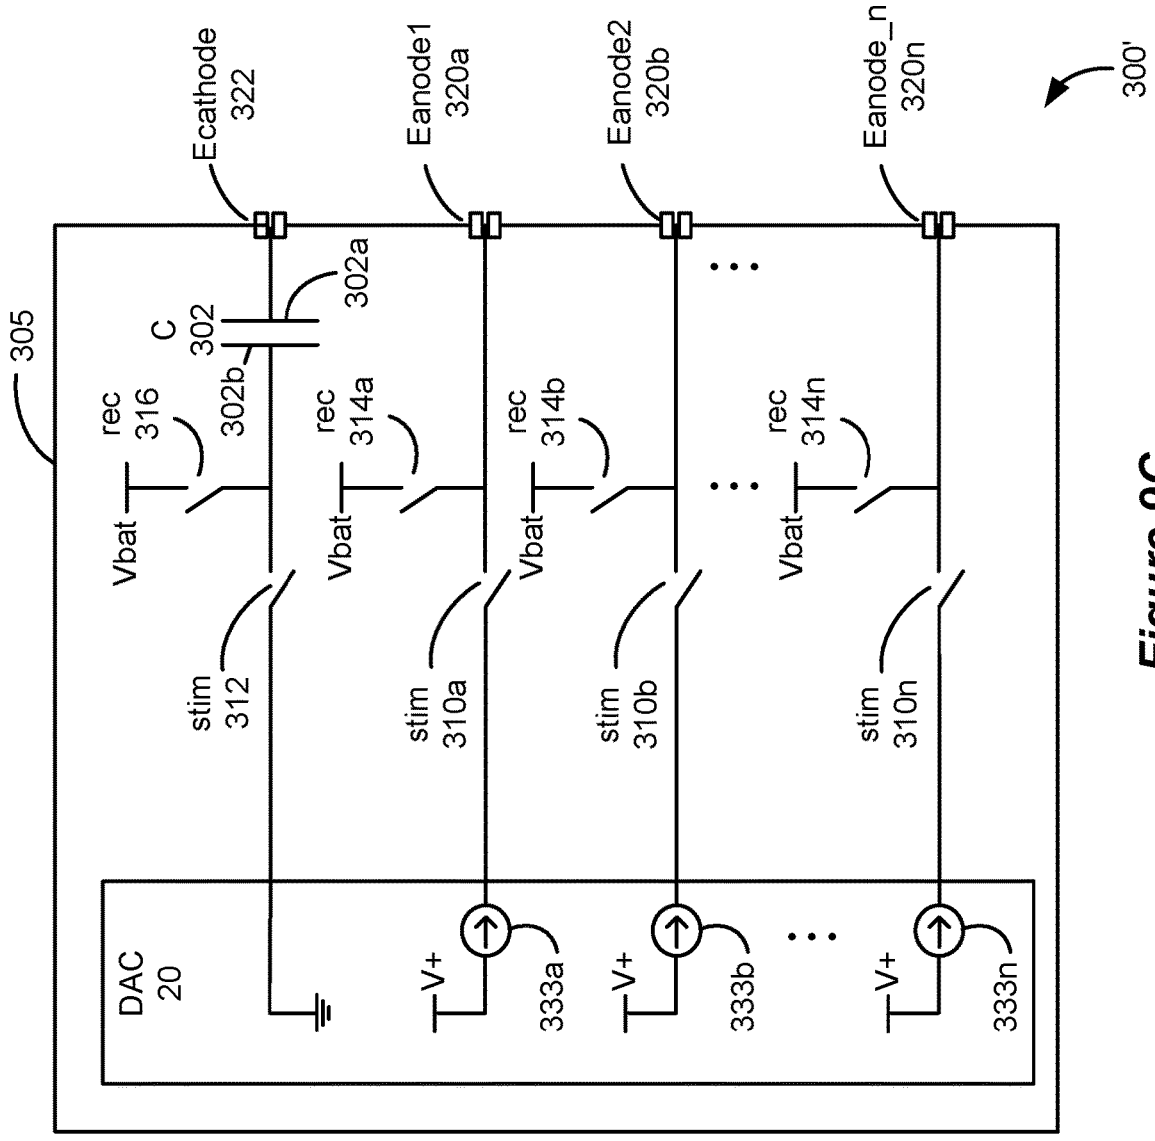 305
DAC
20
stim
312
Vbat
rec
316
302b
C
302
302a
Ecathode
322
V+
333a
stim
310a
Vbat
rec
314a
Eanode1
320a
V+
333b
stim
310b
Vbat
rec
314b
Eanode2
320b
V+
333n
stim
310n
Vbat
rec
314n
Eanode_n
320n
300'